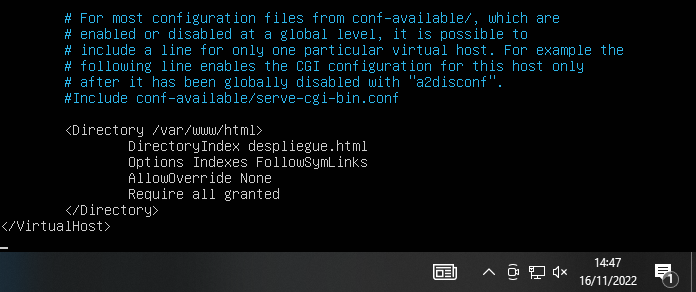 # For most configuration files from conf-available/, which are
# enabled or disabled at a global level, it is possible to
# include a line for only one particular virtual host. For example the
# following line enables the CGI configuration for this host only
# after it has been globally disabled with "a2disconf".
#Include conf-available/serve-cgi-bin.conf
<Directory /var/www/html>
DirectoryIndex despliegue.html
Options Indexes FollowSymLinks
AllowOverride None
Require all granted
</Directory>
</VirtualHost>
14:47
16/11/2022
1